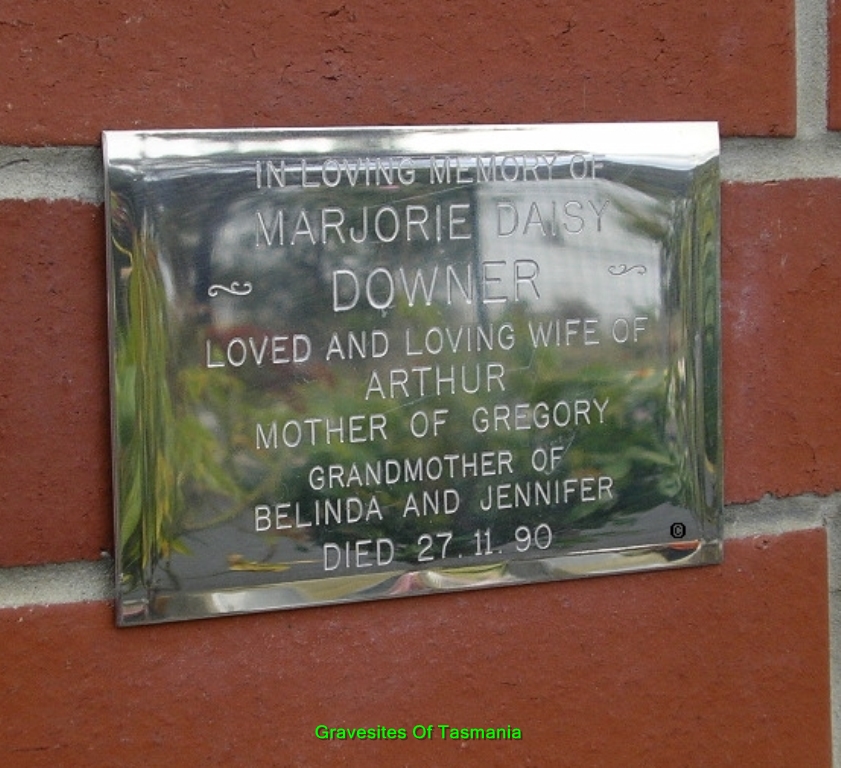 IN LOVING MEMORY OF
MARJORIE DAISY
DOWNER
LOVED AND LOVING WIFE OF
ARTHUR
MOTHER OF GREGORY
GRANDMOTHER OF
BELINDA AND JENNIFER
DIED 27.11.90
©
Gravesites Of Tasmania